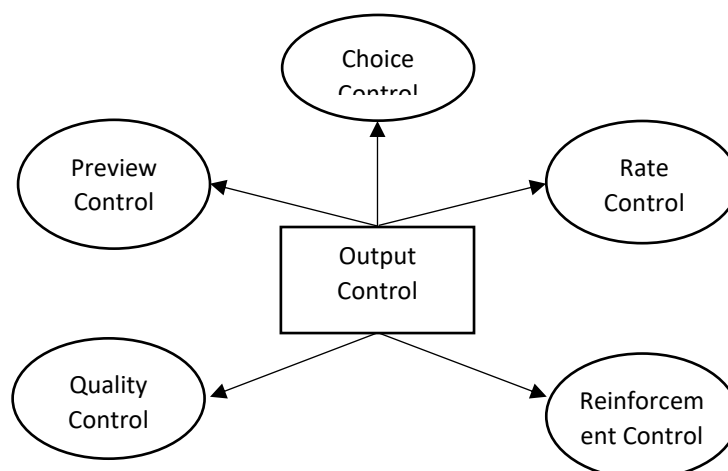 Choice
Control
Preview
Control
Rate
Control
Output
Control
Quality
Control
Reinforcem
ent Control